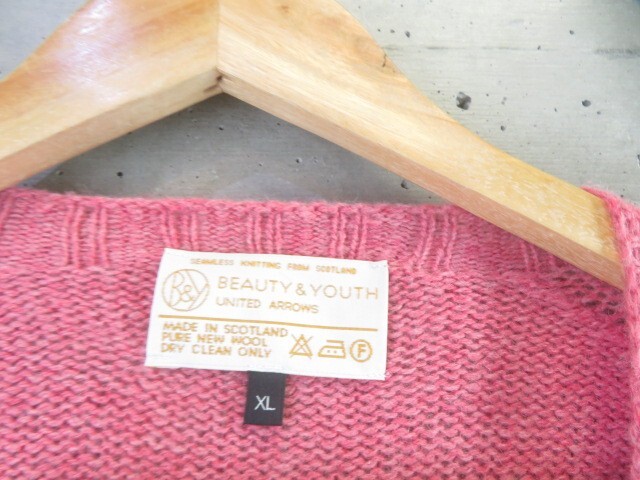 SEAMLESS KNITTING FROM SCOTLAND
B&Y BEAUTY & YOUTH
UNITED ARROWS
MADE IN SCOTLAND
PURE NEW WOOL
DRY CLEAN ONLY
F
XL